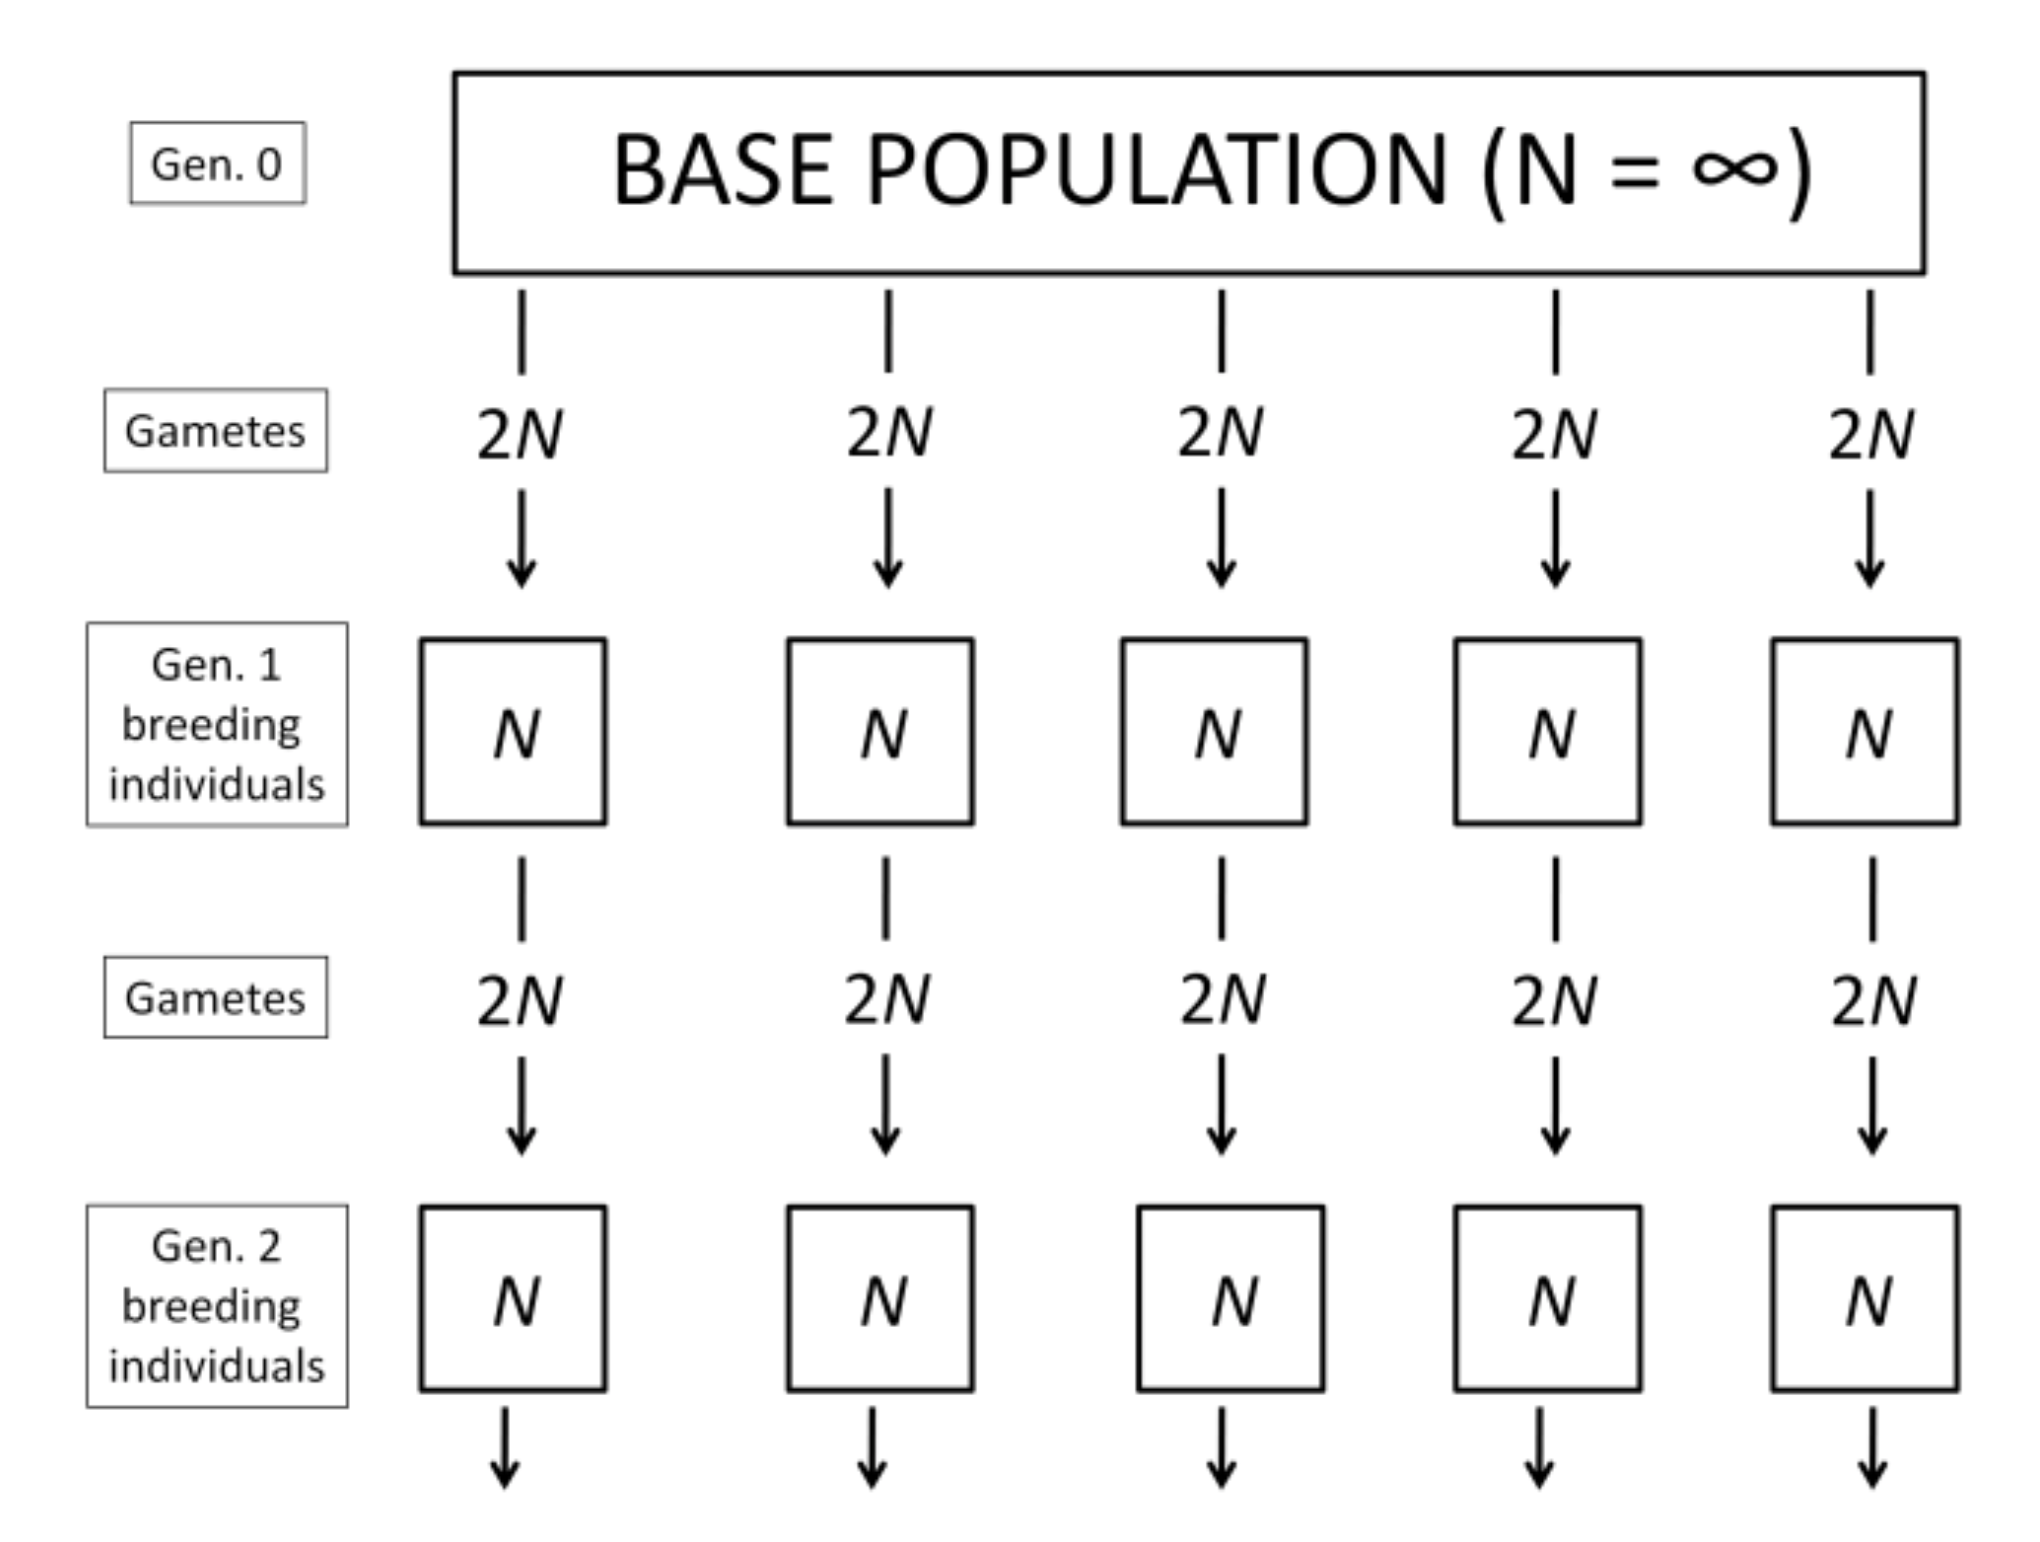 Gen. 0
BASE POPULATION (N = ∞)
Gametes
2N 2N 2N 2N 2N
Gen. 1
breeding
individuals
N N N N N
Gametes
2N 2N 2N 2N 2N
Gen. 2
breeding
individuals
N N N N N